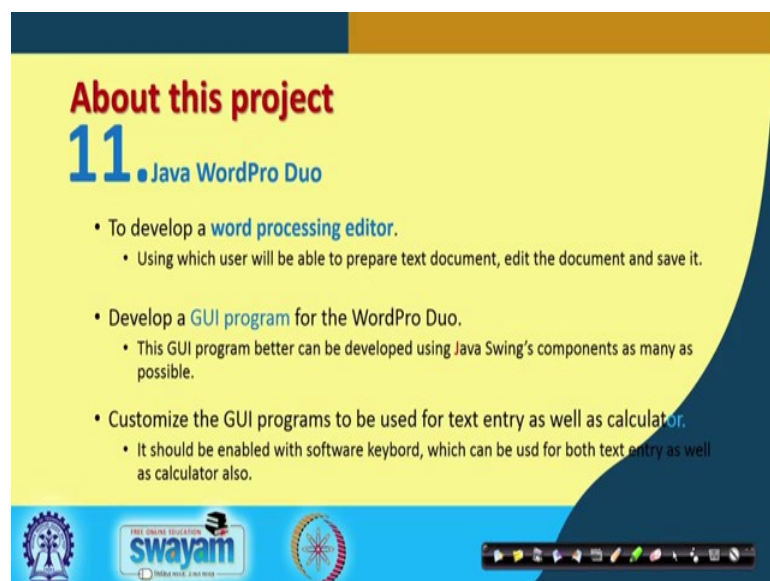 About this project
11. Java WordPro Duo
• To develop a word processing editor.
• Using which user will be able to prepare text document, edit the document and save it.
• Develop a GUI program for the WordPro Duo.
• This GUI program better can be developed using Java Swing's components as many as
possible.
• Customize the GUI programs to be used for text entry as well as calculator.
• It should be enabled with software keybord, which can be usd for both text entry as well
as calculator also.
FREE ONLINE EDUCATION
swayam